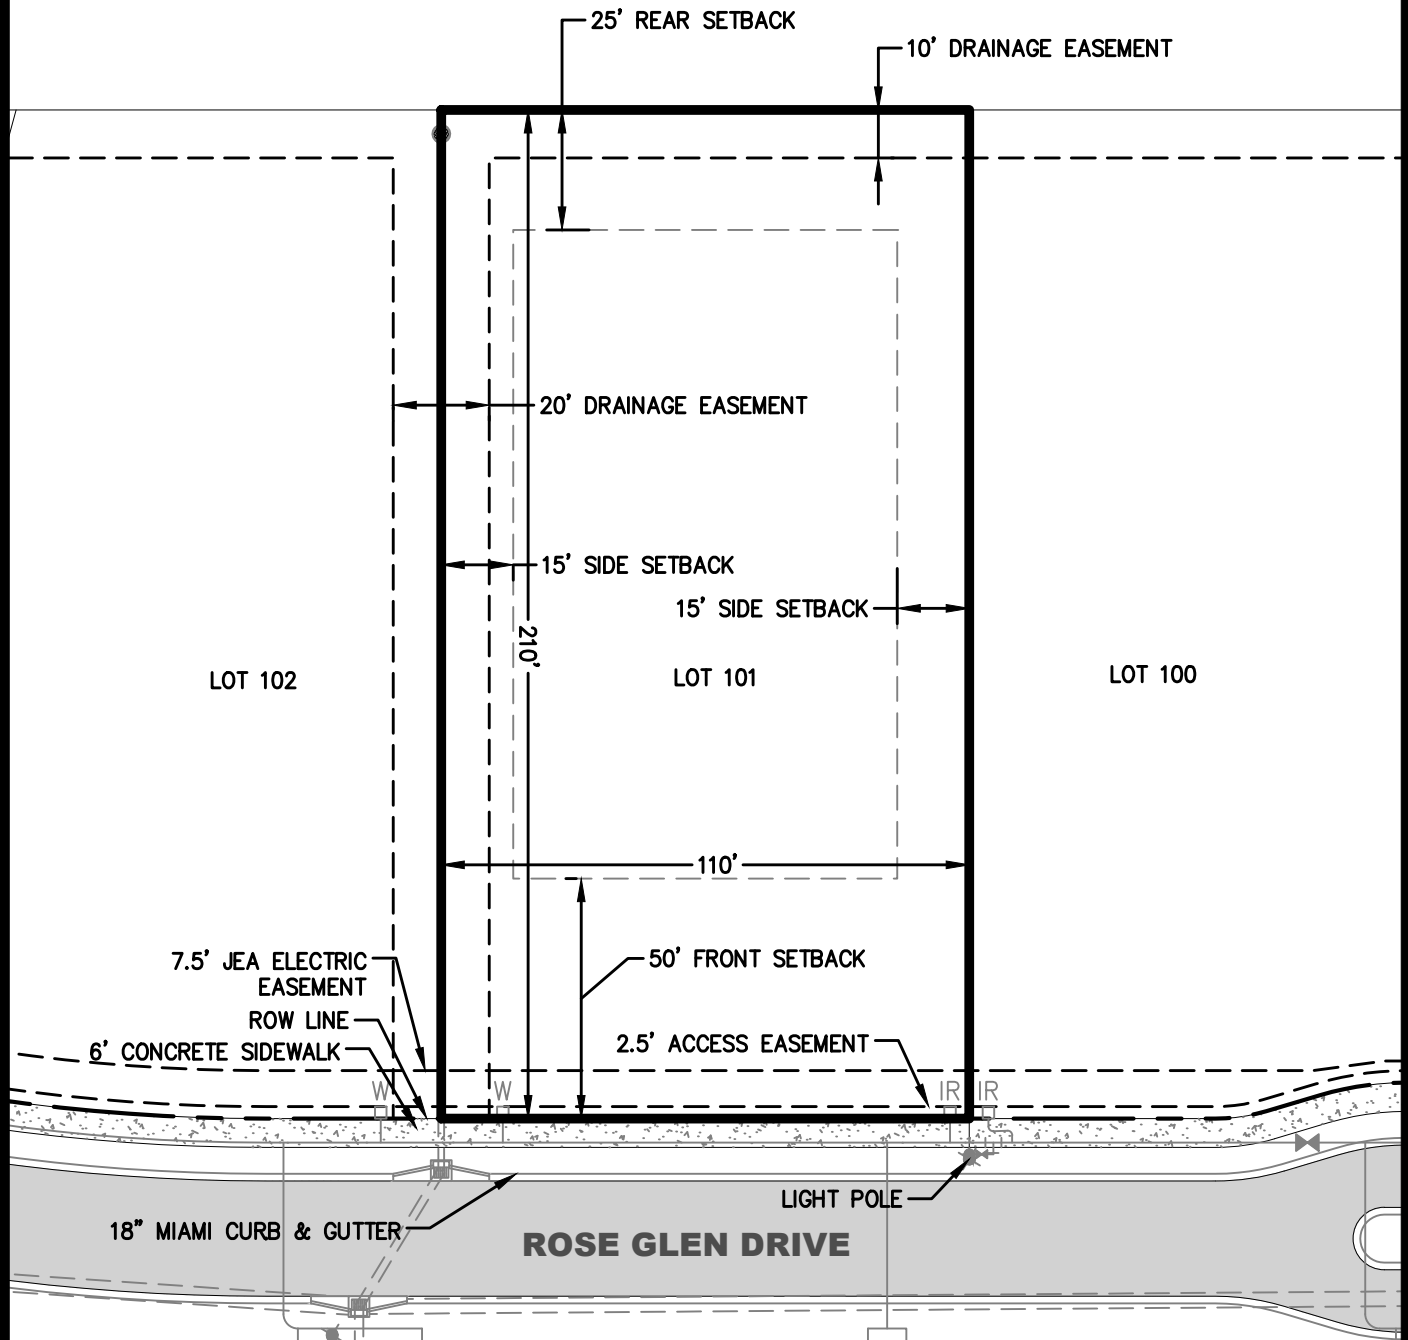 25' REAR SETBACK
10' DRAINAGE EASEMENT
20' DRAINAGE EASEMENT
15' SIDE SETBACK
15' SIDE SETBACK
210'
LOT 102
LOT 101
LOT 100
110'
7.5' JEA ELECTRIC
EASEMENT
50' FRONT SETBACK
ROW LINE
6' CONCRETE SIDEWALK
2.5' ACCESS EASEMENT
W
W
IR
IR
LIGHT POLE
18" MIAMI CURB & GUTTER
ROSE GLEN DRIVE